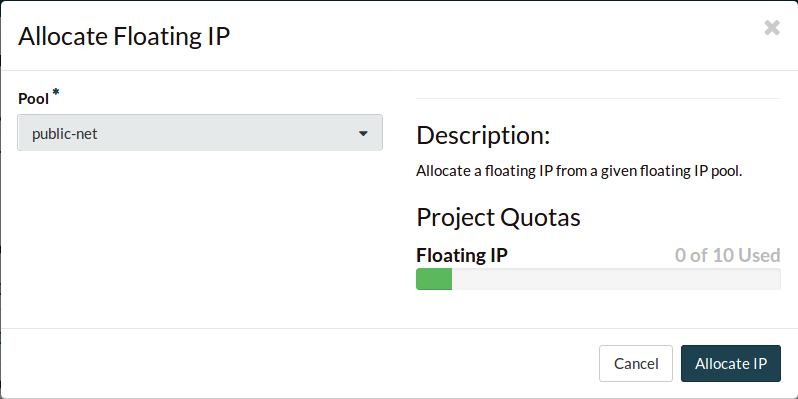 Allocate Floating IP
Pool *
public-net
Description:
Allocate a floating IP from a given floating IP pool.
Project Quotas
Floating IP 0 of 10 Used
Cancel Allocate IP